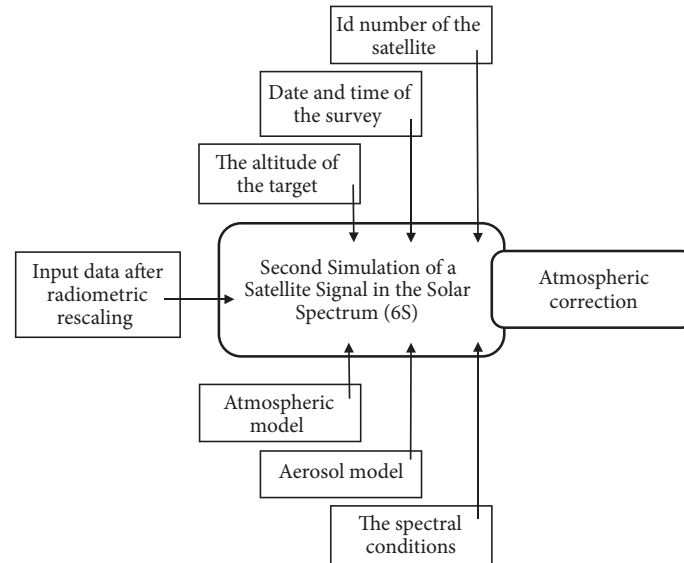 Id number of the
satellite
Date and time of
the survey
The altitude of
the target
Input data after
radiometric
rescaling
Second Simulation of a
Satellite Signal in the Solar
Spectrum (6S)
Atmospheric
correction
Atmospheric
model
Aerosol model
The spectral
conditions